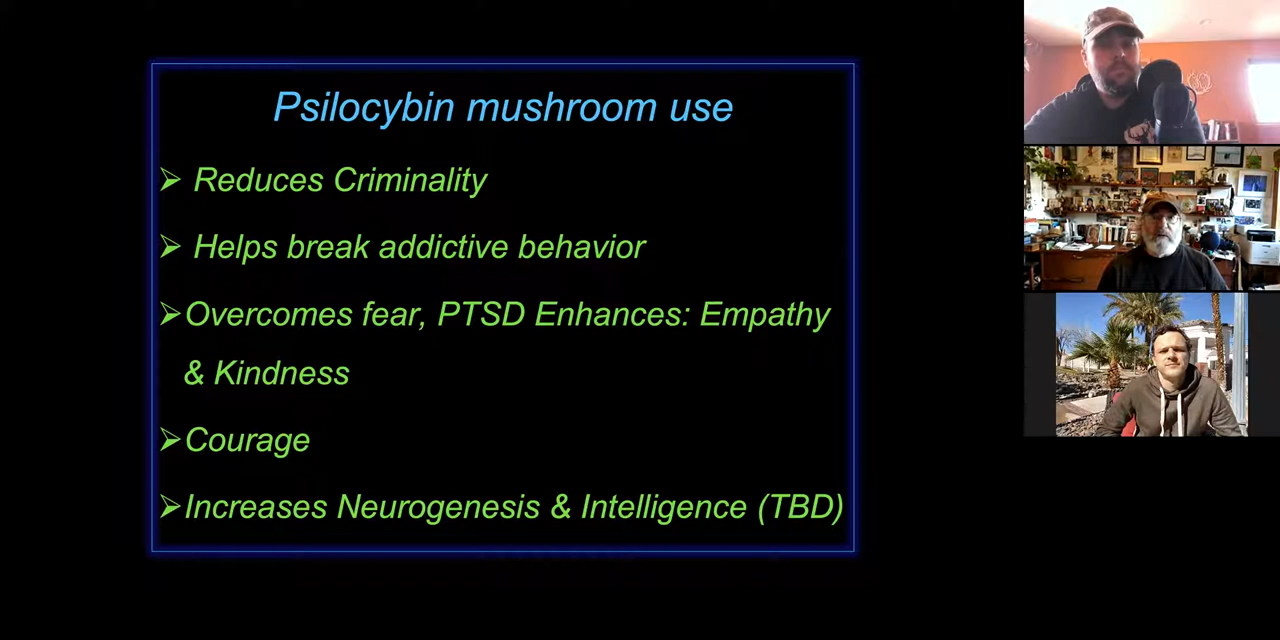 Psilocybin mushroom use
➢ Reduces Criminality
➢ Helps break addictive behavior
➢Overcomes fear, PTSD Enhances: Empathy
& Kindness
➢Courage
➢Increases Neurogenesis & Intelligence (TBD)